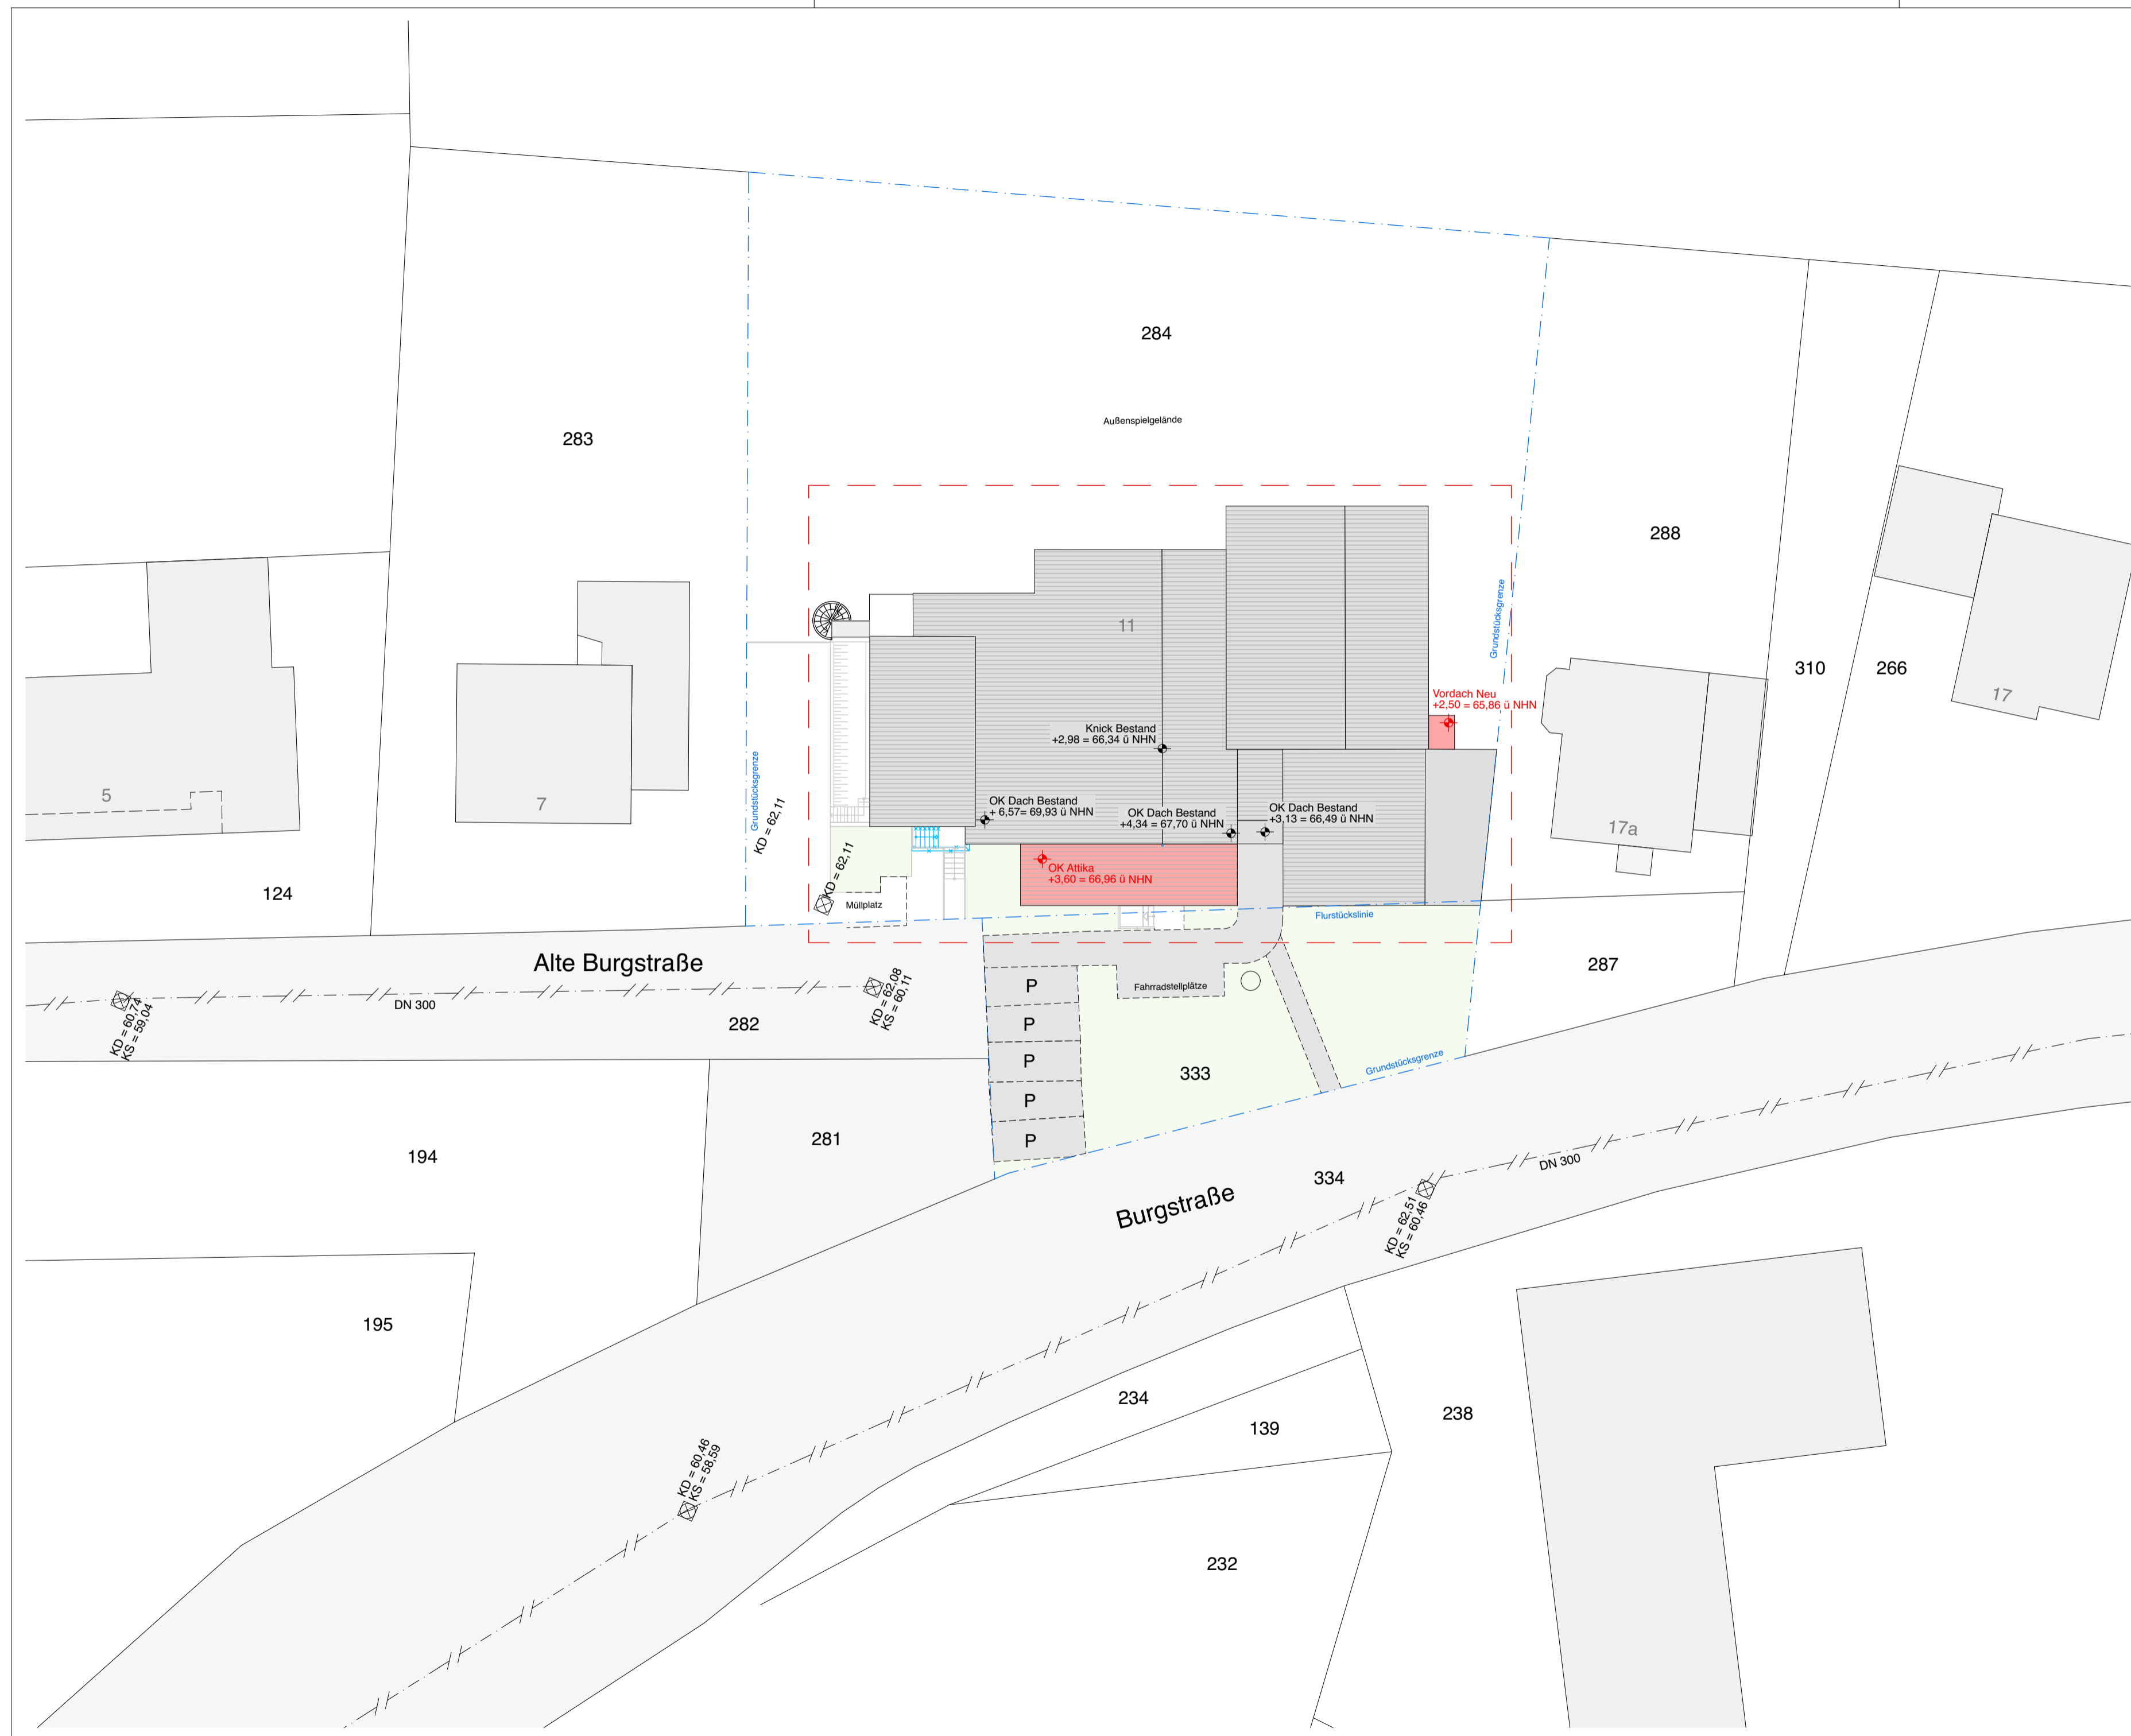 284
Außenspielgelände
283
288
11
310
266
17
Grundstücksgrenze
Vordach Neu
+2,50 = 65,86 ü NHN
Knick Bestand
+2,98 = 66,34 ü NHN
5
7
Grundstücksgrenze
KD = 62,11
OK Dach Bestand
+ 6,57= 69,93 ü NHN
OK Dach Bestand
+4,34 = 67,70 ü NHN
OK Dach Bestand
+3,13 = 66,49 ü NHN
17a
OK Attika
+3,60 = 66,96 ü NHN
124
KD = 62,11
Müllplatz
Flurstückslinie
Alte Burgstraße
287
P
Fahrradstellplätze
KD = 60,74
KS = 59,04
DN 300
KD = 62,08
KS = 60,11
282
P
P
Grundstücksgrenze
333
P
P
281
194
334
DN 300
Burgstraße
KD = 62,51
KS = 60,46
195
234
139
238
KD = 60,46
KS = 58,59
232